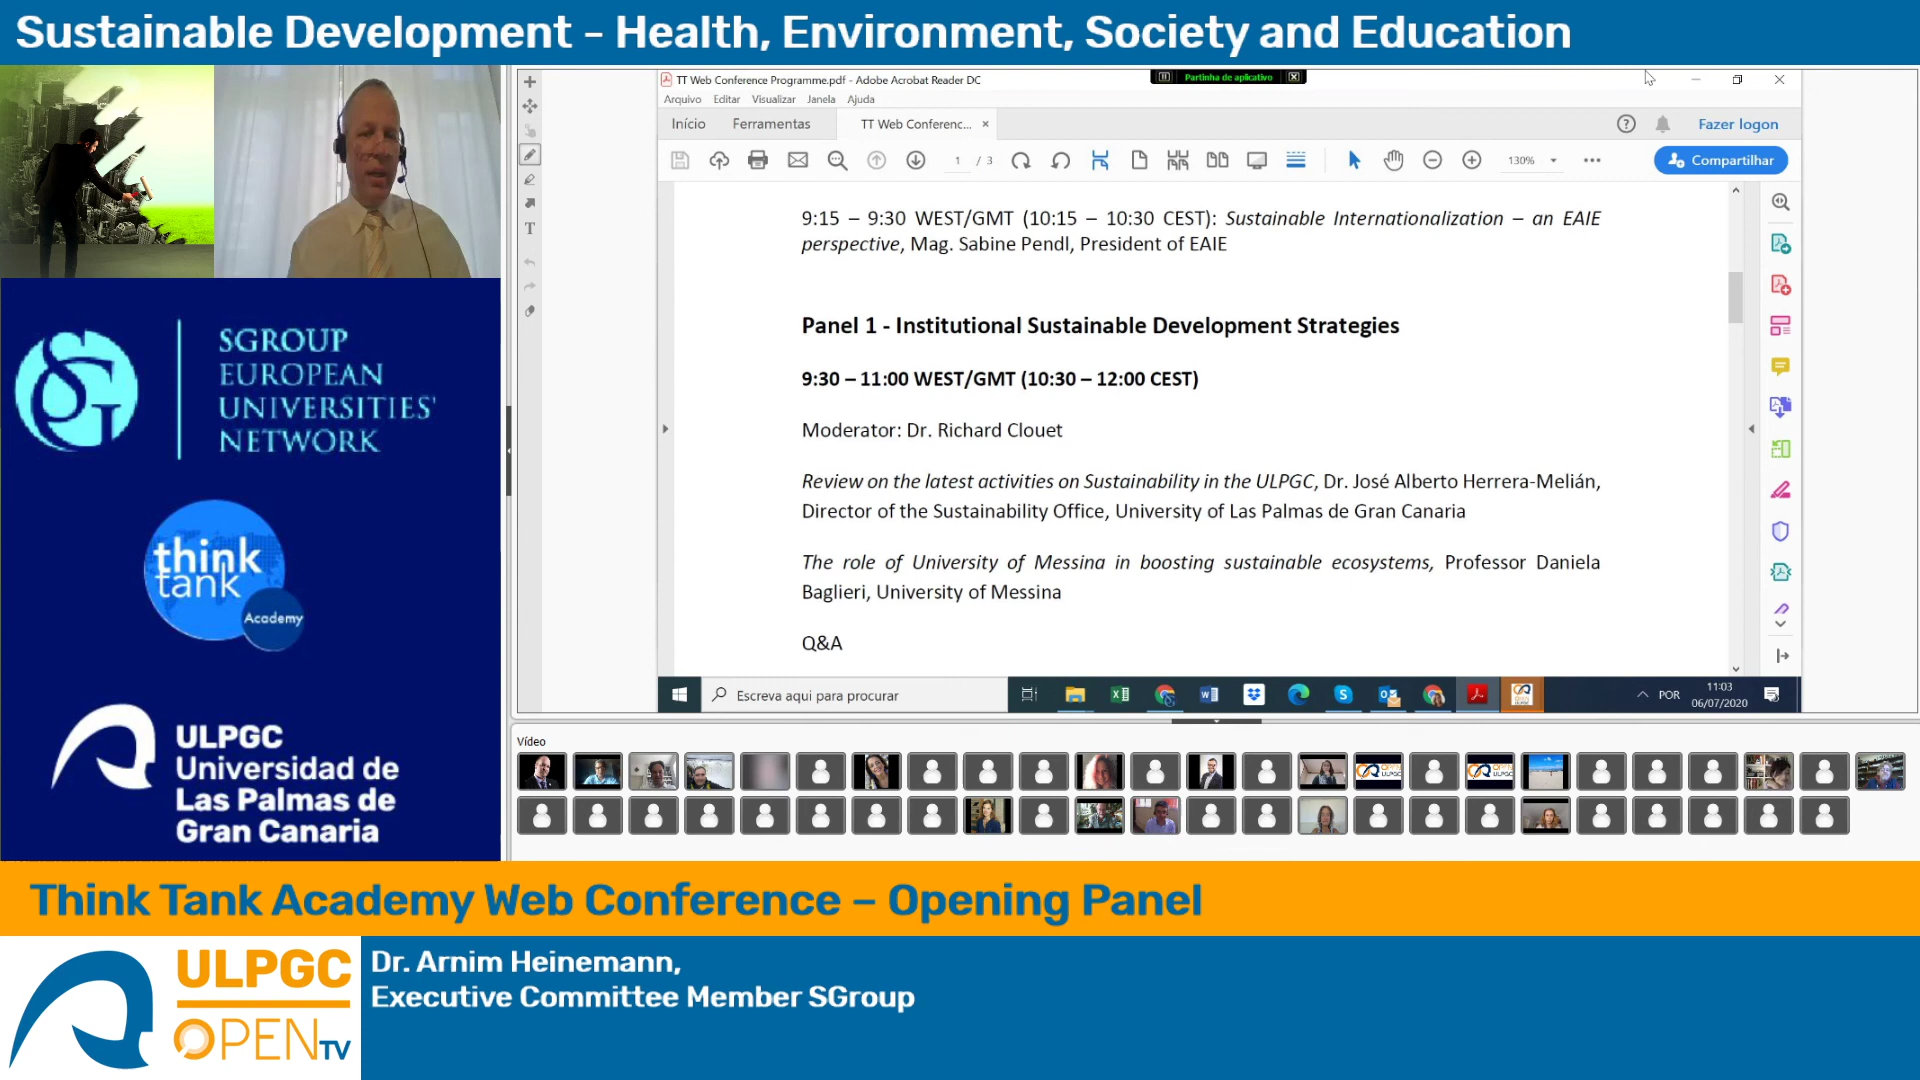 Sustainable Development - Health, Environment, Society and Education
TT Web Conference Programme.pdf - Adobe Acrobat Reader DC
Partinha de aplicativo
Arquivo Editar Visualizar Janela Ajuda
Início Ferramentas TT Web Conferenc... ×
Fazer logon
1 / 3
130%
Compartilhar
9:15 – 9:30 WEST/GMT (10:15 – 10:30 CEST): Sustainable Internationalization – an EAIE
perspective, Mag. Sabine Pendl, President of EAIE
Panel 1 - Institutional Sustainable Development Strategies
9:30 – 11:00 WEST/GMT (10:30 – 12:00 CEST)
Moderator: Dr. Richard Clouet
Review on the latest activities on Sustainability in the ULPGC, Dr. José Alberto Herrera-Melián,
Director of the Sustainability Office, University of Las Palmas de Gran Canaria
The role of University of Messina in boosting sustainable ecosystems, Professor Daniela
Baglieri, University of Messina
Q&A
Escreva aqui para procurar
POR
11:03
06/07/2020
SGROUP
EUROPEAN
UNIVERSITIES'
NETWORK
think
tank
Academy
ULPGC
Universidad de
Las Palmas de
Gran Canaria
Vídeo
Think Tank Academy Web Conference – Opening Panel
ULPGC
OPEN TV
Dr. Arnim Heinemann,
Executive Committee Member SGroup